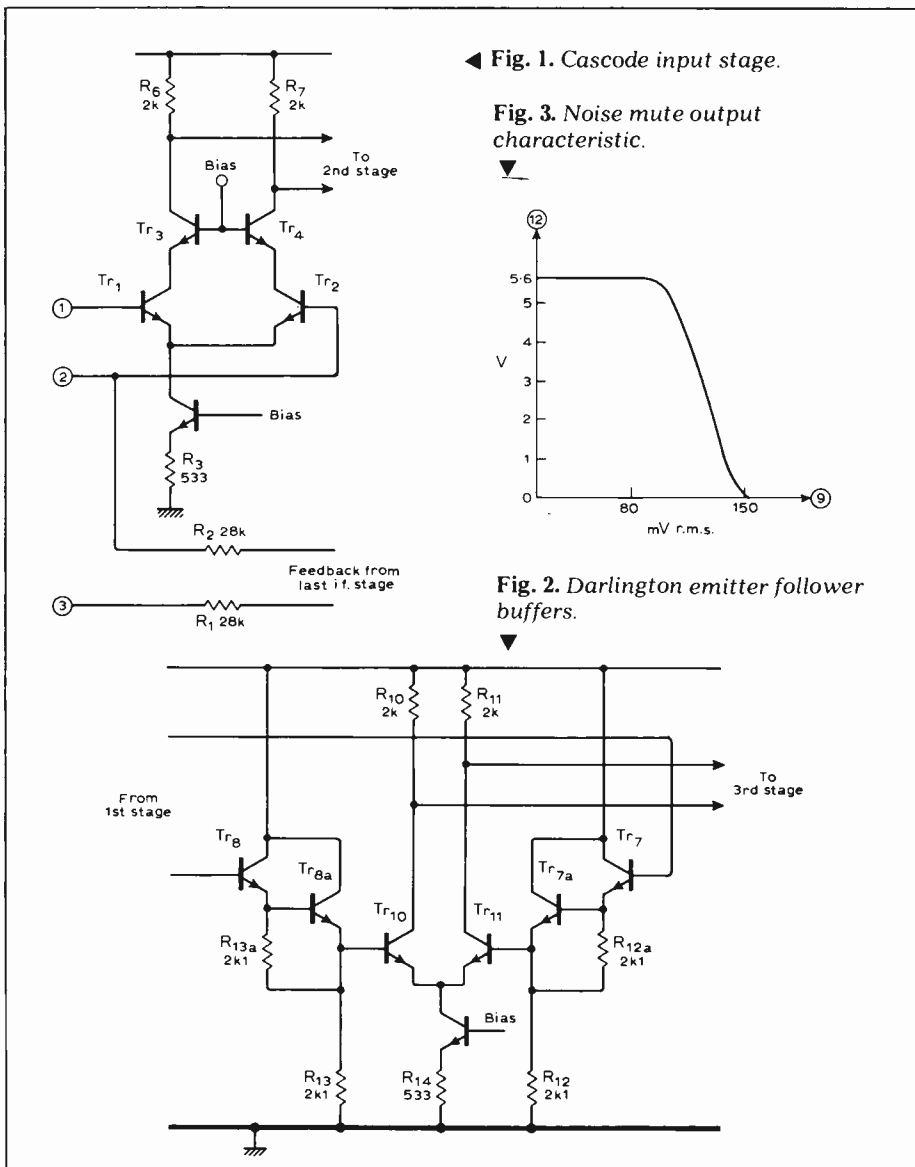 ◀ Fig. 1. Cascode input stage.
Fig. 3. Noise mute output
characteristic.
▼
R6
2k
R7
2k
To
2nd stage
Bias
Tr3
Tr4
Tr1
Tr2
①
②
Bias
R3
533
R2 28k
Feedback from
last i.f. stage
③
R1 28k
⑫
5·6
5
4
V
3
2
1
0
80
150
⑨
mV r.m.s.
Fig. 2. Darlington emitter follower
buffers.
▼
R10
2k
R11
2k
From
1st stage
To
3rd stage
Tr8
Tr8a
Tr7a
Tr7
Tr10
Tr11
R13a
2k1
R12a
2k1
Bias
R13
2k1
R14
533
R12
2k1